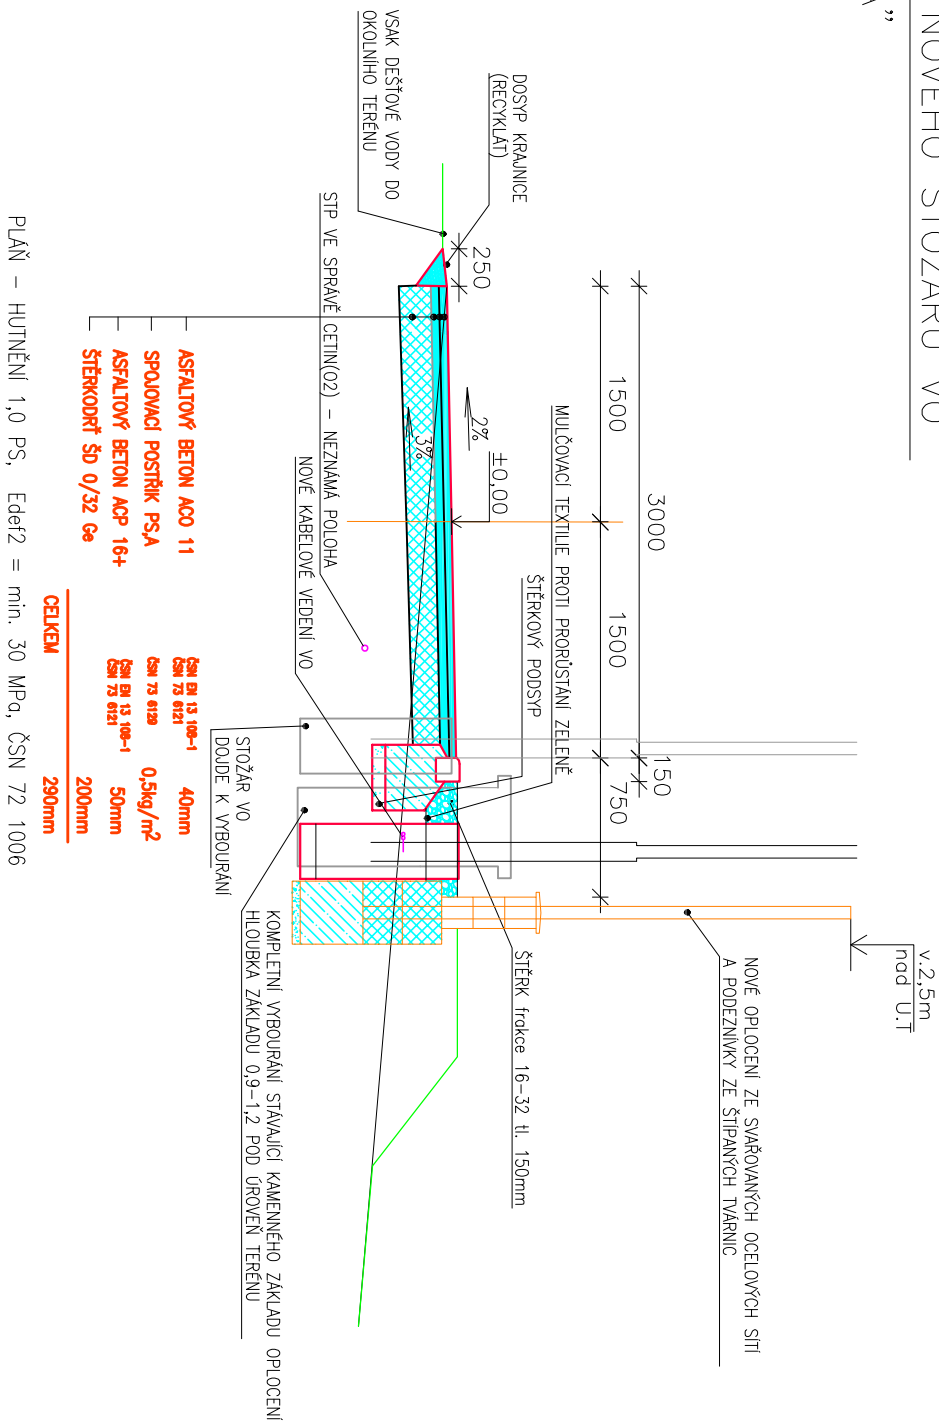 NOVÉHO STOŽÁRU VO
"
v.2,5m
nad U.T
NOVÉ OPLOCENÍ ZE SVAŘOVANÝCH OCELOVÝCH SÍTÍ
A PODEZNÍVKY ZE ŠTÍPANÝCH TVÁRNIC
3000
1500
1500
150
750
250
DOSYP KRAJNICE
(RECYKLÁT)
VSAK DEŠŤOVÉ VODY DO
OKOLNÍHO TERÉNU
MULČOVACÍ TEXTILIE PROTI PRORŮSTÁNÍ ZELENĚ
ŠTĚRKOVÝ PODSYP
±0,00
2%
3%
ŠTĚRK frakce 16-32 tl. 150mm
STP VE SPRÁVĚ CETIN(O2) - NEZNÁMÁ POLOHA
NOVÉ KABELOVÉ VEDENÍ VO
STOŽÁR VO
DOJDE K VYBOURÁNÍ
KOMPLETNÍ VYBOURÁNÍ STÁVAJÍCÍ KAMENNÉHO ZÁKLADU OPLOCENÍ
HLOUBKA ZÁKLADU 0,9-1,2 POD ÚROVEŇ TERÉNU
ASFALTOVÝ BETON ACO 11 ČSN EN 13 108-1 ČSN 73 6121 40mm
SPOJOVACÍ POSTŘIK PS,A ČSN 73 6129 0,5kg/m2
ASFALTOVÝ BETON ACP 16+ ČSN EN 13 108-1 ČSN 73 6121 50mm
ŠTĚRKODRŤ ŠD 0/32 Ge 200mm
CELKEM 290mm
PLÁŇ - HUTNĚNÍ 1,0 PS, Edef2 = min. 30 MPa, ČSN 72 1006